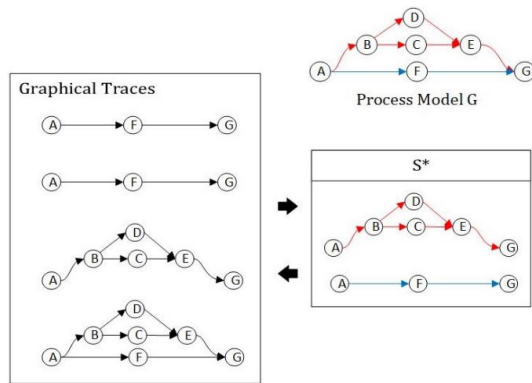 D
B C E
A F G
Process Model G
Graphical Traces
A F G
A F G
D
B C E
A G
D
B C E
A F G
S*
D
B C E
A G
A F G